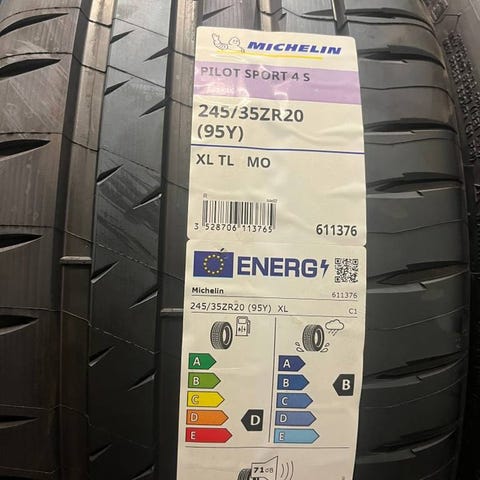 MICHELIN
PILOT SPORT 4 S
245/35ZR20
(95Y)
XL TL MO
3 528706 113765
611376
ENERG
Michelin
611376
245/35ZR20 (95Y) XL
C1
A
B
C
D
E
D
A
B
C
D
E
B
71dB